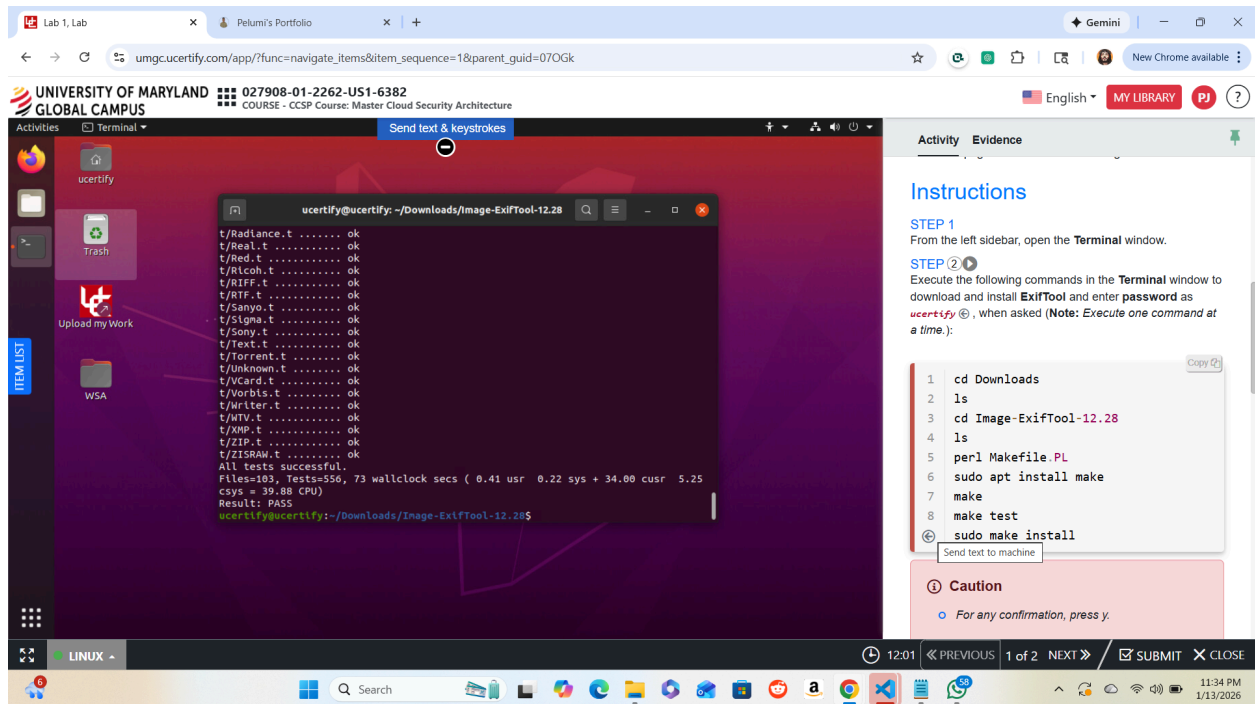 Lab 1, Lab
Pelumi's Portfolio
Gemini
umgc.ucertify.com/app/?func=navigate_items&item_sequence=1&parent_guid=07OGk
New Chrome available
UNIVERSITY OF MARYLAND
GLOBAL CAMPUS
027908-01-2262-US1-6382
COURSE - CCSP Course: Master Cloud Security Architecture
English
MY LIBRARY
PJ
?
Activities
Terminal
Send text & keystrokes
ucertify
Trash
Upload my Work
WSA
ITEM LIST
ucertify@ucertify: ~/Downloads/Image-ExifTool-12.28
t/Radiance.t ....... ok
t/Real.t ........... ok
t/Red.t ............ ok
t/Ricoh.t .......... ok
t/RIFF.t ........... ok
t/RTF.t ............ ok
t/Sanyo.t .......... ok
t/Sigma.t .......... ok
t/Sony.t ........... ok
t/Text.t ........... ok
t/Torrent.t ........ ok
t/Unknown.t ........ ok
t/VCard.t .......... ok
t/Vorbis.t ......... ok
t/Writer.t ......... ok
t/WTV.t ............ ok
t/XMP.t ............ ok
t/ZIP.t ............ ok
t/ZISRAW.t ......... ok
All tests successful.
Files=103, Tests=556, 73 wallclock secs ( 0.41 usr  0.22 sys + 34.00 cusr  5.25
csys = 39.88 CPU)
Result: PASS
ucertify@ucertify:~/Downloads/Image-ExifTool-12.28$
Activity Evidence
Instructions
STEP 1
From the left sidebar, open the Terminal window.
STEP 2
Execute the following commands in the Terminal window to
download and install ExifTool and enter password as
ucertify , when asked (Note: Execute one command at
a time.):
Copy
1 cd Downloads
2 ls
3 cd Image-ExifTool-12.28
4 ls
5 perl Makefile.PL
6 sudo apt install make
7 make
8 make test
sudo make install
Send text to machine
Caution
For any confirmation, press y.
LINUX
12:01
PREVIOUS
1 of 2
NEXT
SUBMIT
CLOSE
6
Search
58
11:34 PM
1/13/2026